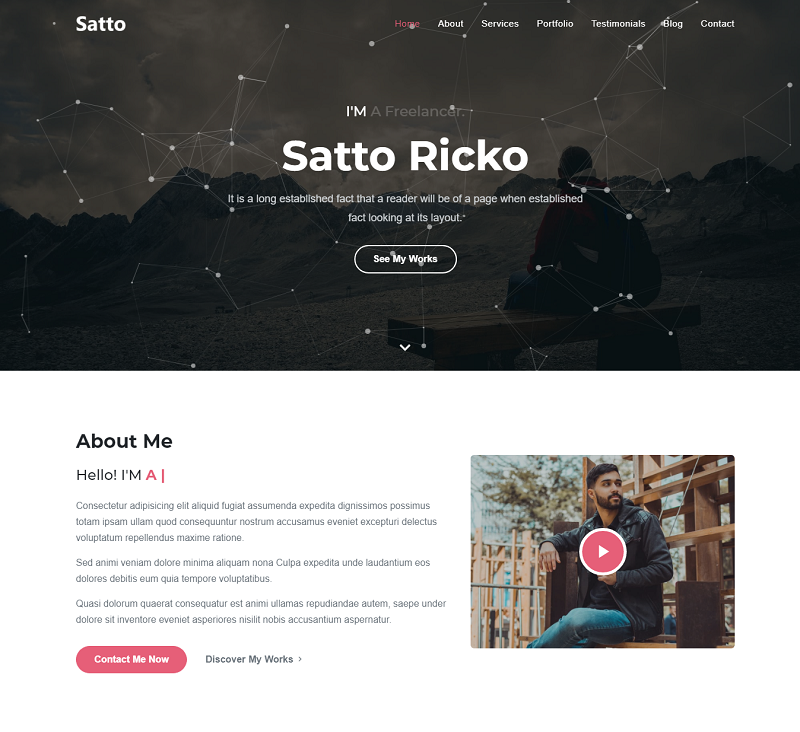 Satto
Home About Services Portfolio Testimonials Blog Contact
I'M A Freelancer.
Satto Ricko
It is a long established fact that a reader will be of a page when established
fact looking at its layout."
See My Works
About Me
Hello! I'M A |
Consectetur adipisicing elit aliquid fugiat assumenda expedita dignissimos possimus
totam ipsam ullam quod consequuntur nostrum accusamus eveniet excepturi delectus
voluptatum repellendus maxime ratione.
Sed animi veniam dolore minima aliquam nona Culpa expedita unde laudantium eos
dolores debitis eum quia tempore voluptatibus.
Quasi dolorum quaerat consequatur est animi ullamas repudiandae autem, saepe under
dolore sit inventore eveniet asperiores nisilit nobis accusantium aspernatur.
Contact Me Now Discover My Works ›